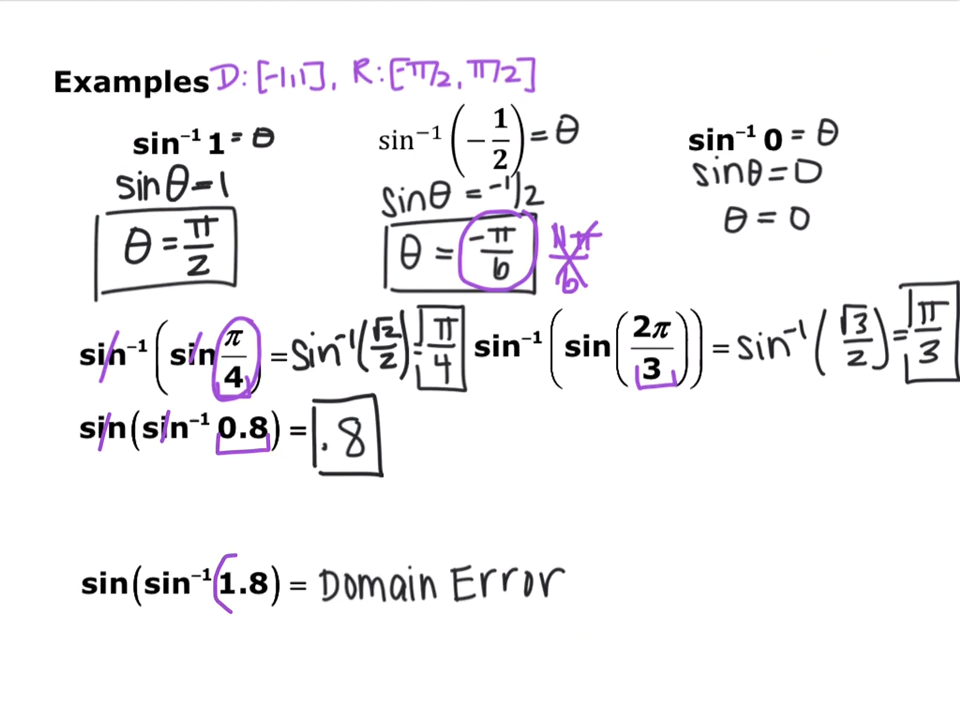 Examples D: [-1,1], R: [-π/2, π/2]
sin⁻¹ 1 = θ
sinθ = 1
θ = π/2
sin⁻¹(-1/2) = θ
sinθ = -1/2
θ = -π/6 11π/6
sin⁻¹ 0 = θ
sinθ = 0
θ = 0
sin⁻¹(sin π/4) = sin⁻¹(√2/2) = π/4
sin⁻¹(sin(2π/3)) = sin⁻¹(√3/2) = π/3
sin(sin⁻¹ 0.8) = .8
sin(sin⁻¹ 1.8) = Domain Error